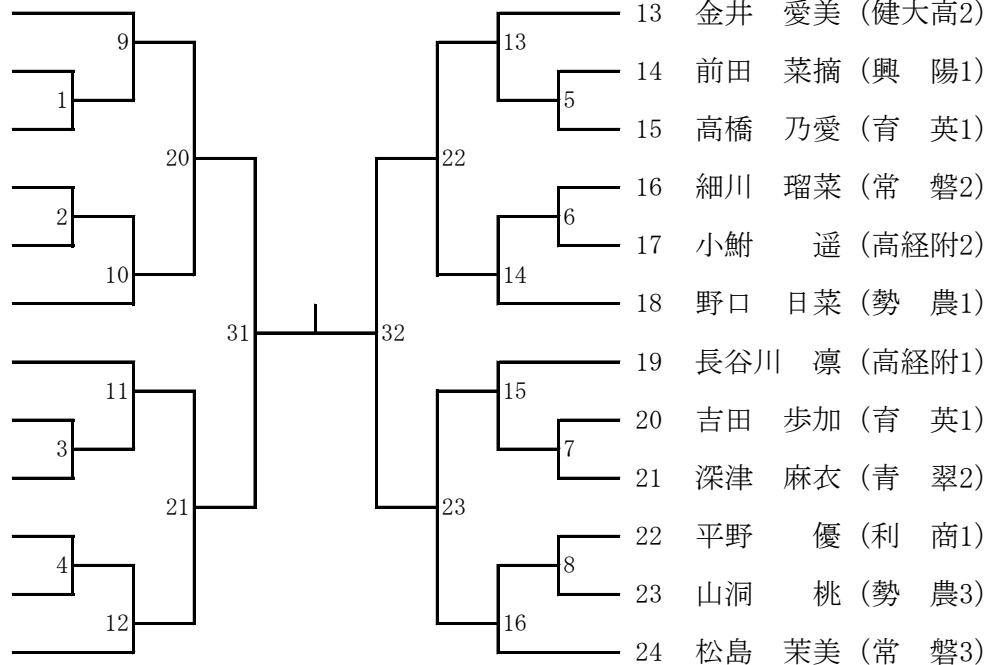 13 金井　愛美 (健大高2)
9 13
14 前田　菜摘 (興　陽1)
1 5
15 高橋　乃愛 (育　英1)
20 22
16 細川　瑠菜 (常　磐2)
2 6
17 小鮒　　遥 (高経附2)
10 14
18 野口　日菜 (勢　農1)
31 32
19 長谷川　凛 (高経附1)
11 15
20 吉田　歩加 (育　英1)
3 7
21 深津　麻衣 (青　翠2)
21 23
22 平野　　優 (利　商1)
4 8
23 山洞　　桃 (勢　農3)
12 16
24 松島　茉美 (常　磐3)